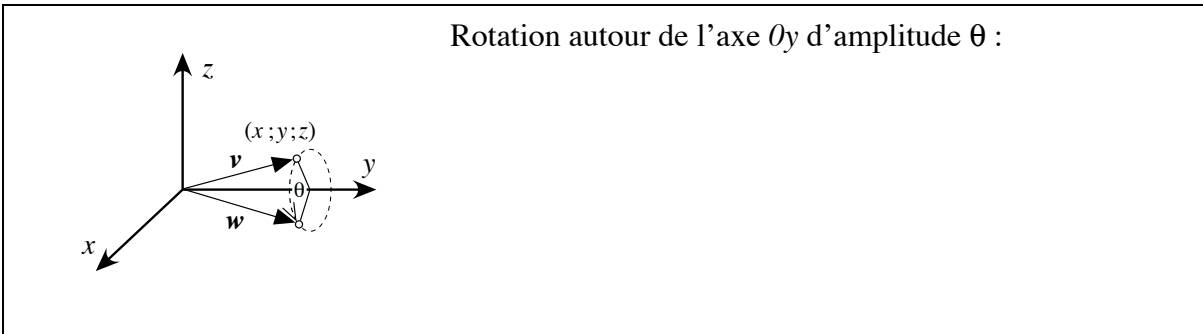 Rotation autour de l’axe 0y d’amplitude θ :
z
(x ;y ;z)
v
y
θ
w
x